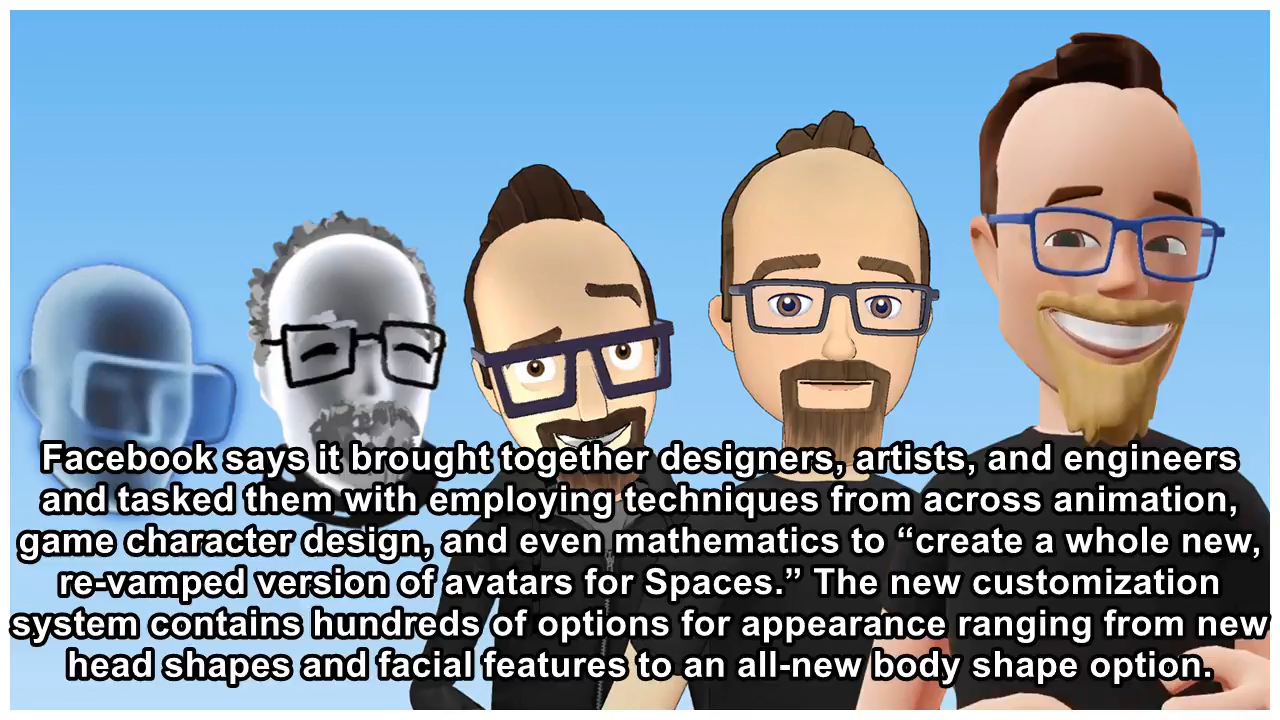 Facebook says it brought together designers, artists, and engineers
and tasked them with employing techniques from across animation,
game character design, and even mathematics to “create a whole new,
re-vamped version of avatars for Spaces.” The new customization
system contains hundreds of options for appearance ranging from new
head shapes and facial features to an all-new body shape option.